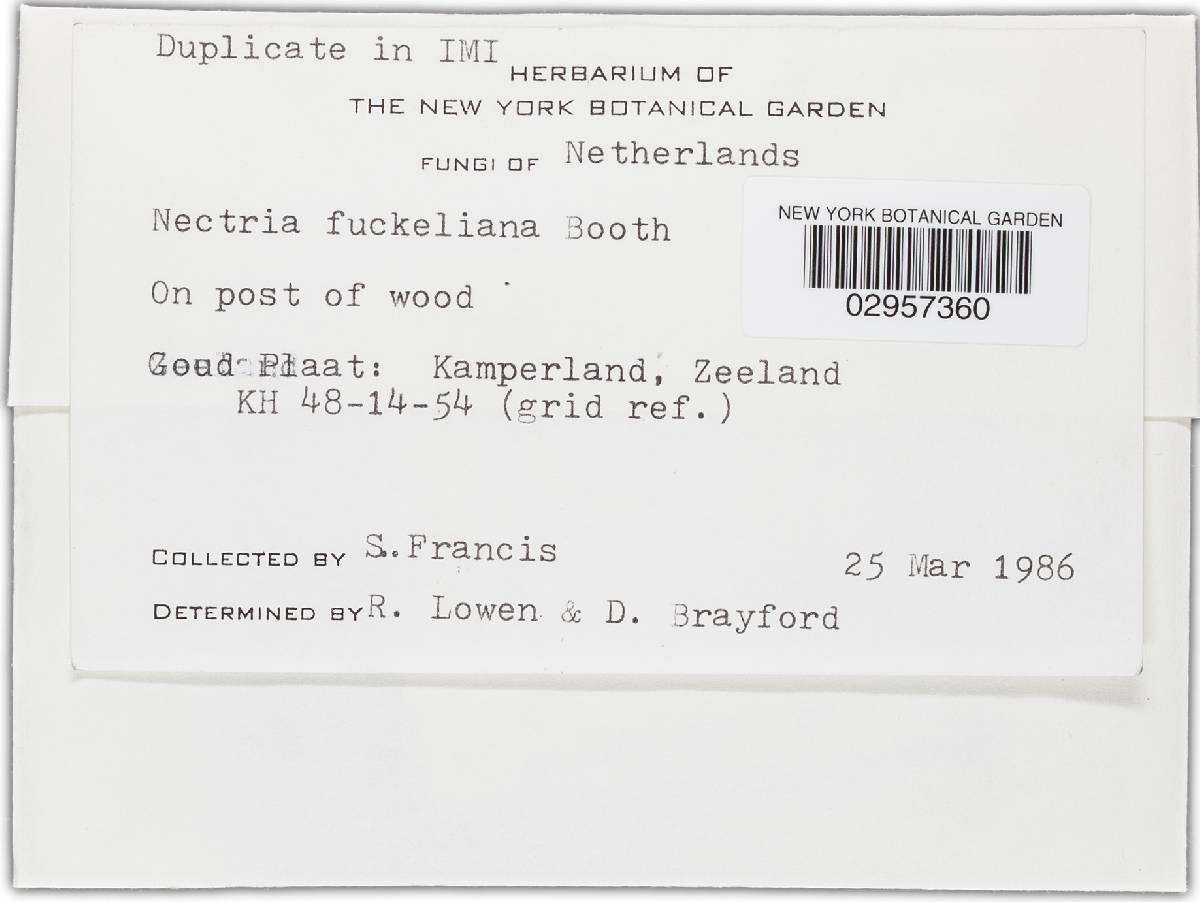 Duplicate in IMI
HERBARIUM OF
THE NEW YORK BOTANICAL GARDEN
FUNGI OF Netherlands
Nectria fuckeliana Booth
NEW YORK BOTANICAL GARDEN
02957360
On post of wood
Plaat: Kamperland, Zeeland
KH 48-14-54 (grid ref.)
COLLECTED BY S. Francis
25 Mar 1986
DETERMINED BY R. Lowen & D. Brayford